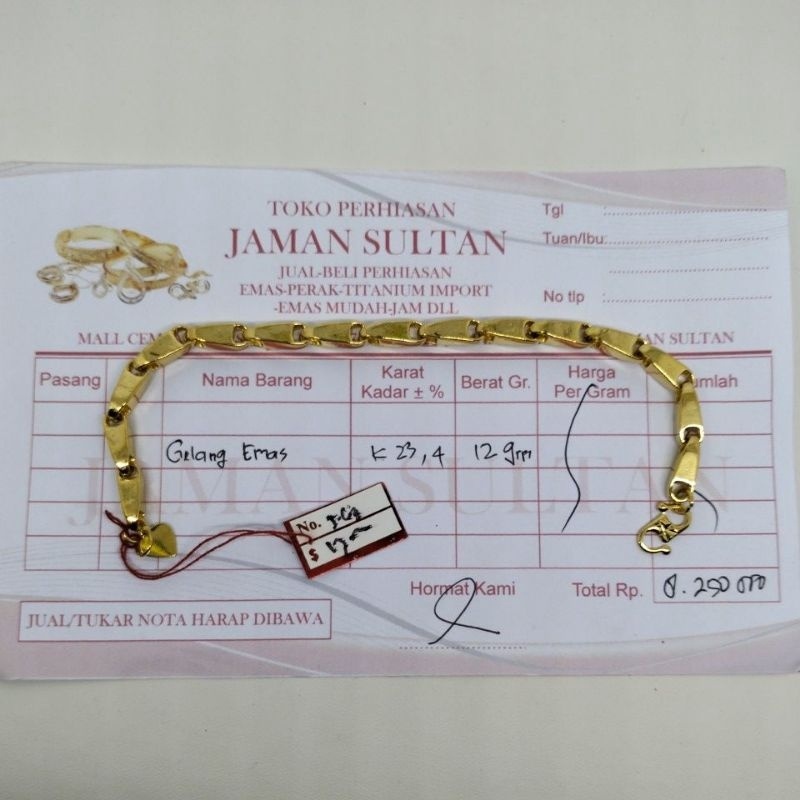 TOKO PERHIASAN
JAMAN SULTAN
JUAL-BELI PERHIASAN
EMAS-PERAK-TITANIUM IMPORT
-EMAS MUDAH-JAM DLL
Tgl
Tuan/Ibu
No tlp
MALL SULTAN
Pasang Nama Barang Karat Kadar ± % Berat Gr. Harga Per Gram
Gelang Emas K 23,4 12 grm
JAMAN SULTAN
No.
$
Hormat Kami
Total Rp. 8.250 000
JUAL/TUKAR NOTA HARAP DIBAWA